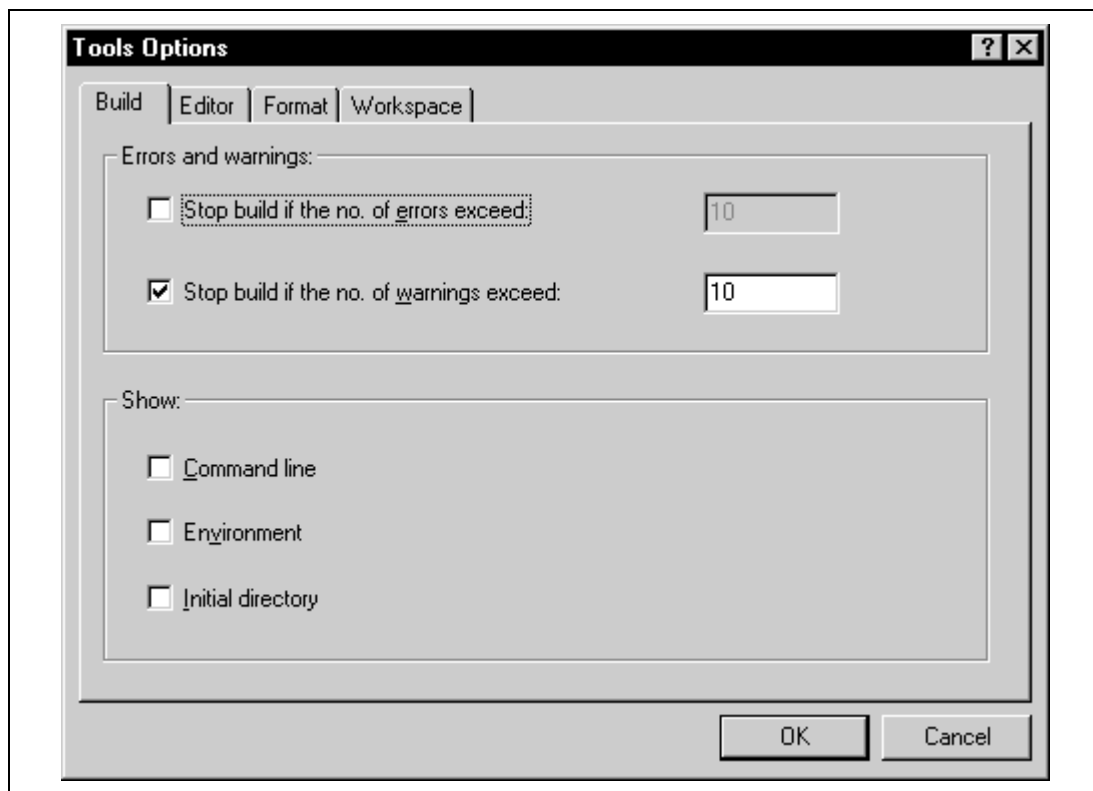 Tools Options
Build Editor Format Workspace
Errors and warnings:
Stop build if the no. of errors exceed: 10
Stop build if the no. of warnings exceed: 10
Show:
Command line
Environment
Initial directory
OK Cancel